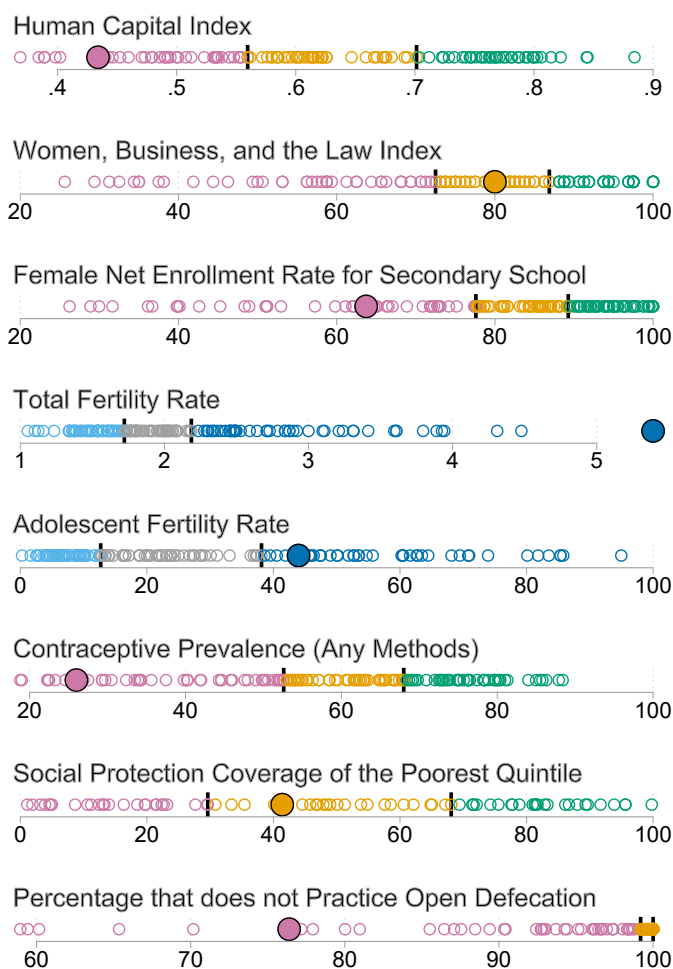 Human Capital Index
.4 .5 .6 .7 .8 .9
Women, Business, and the Law Index
20 40 60 80 100
Female Net Enrollment Rate for Secondary School
20 40 60 80 100
Total Fertility Rate
1 2 3 4 5
Adolescent Fertility Rate
0 20 40 60 80 100
Contraceptive Prevalence (Any Methods)
20 40 60 80 100
Social Protection Coverage of the Poorest Quintile
0 20 40 60 80 100
Percentage that does not Practice Open Defecation
60 70 80 90 100